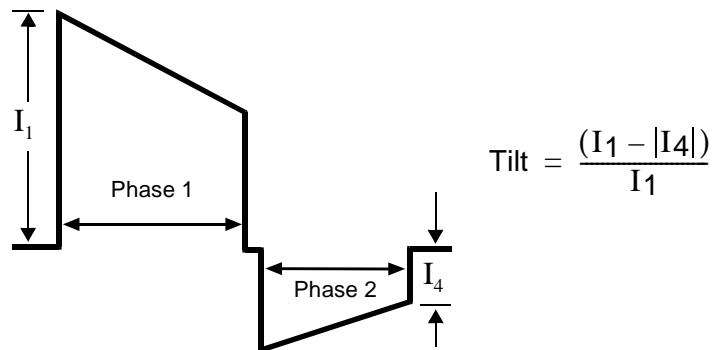 I1
Phase 1
Phase 2
I4
Tilt = (I1 – |I4|) / I1